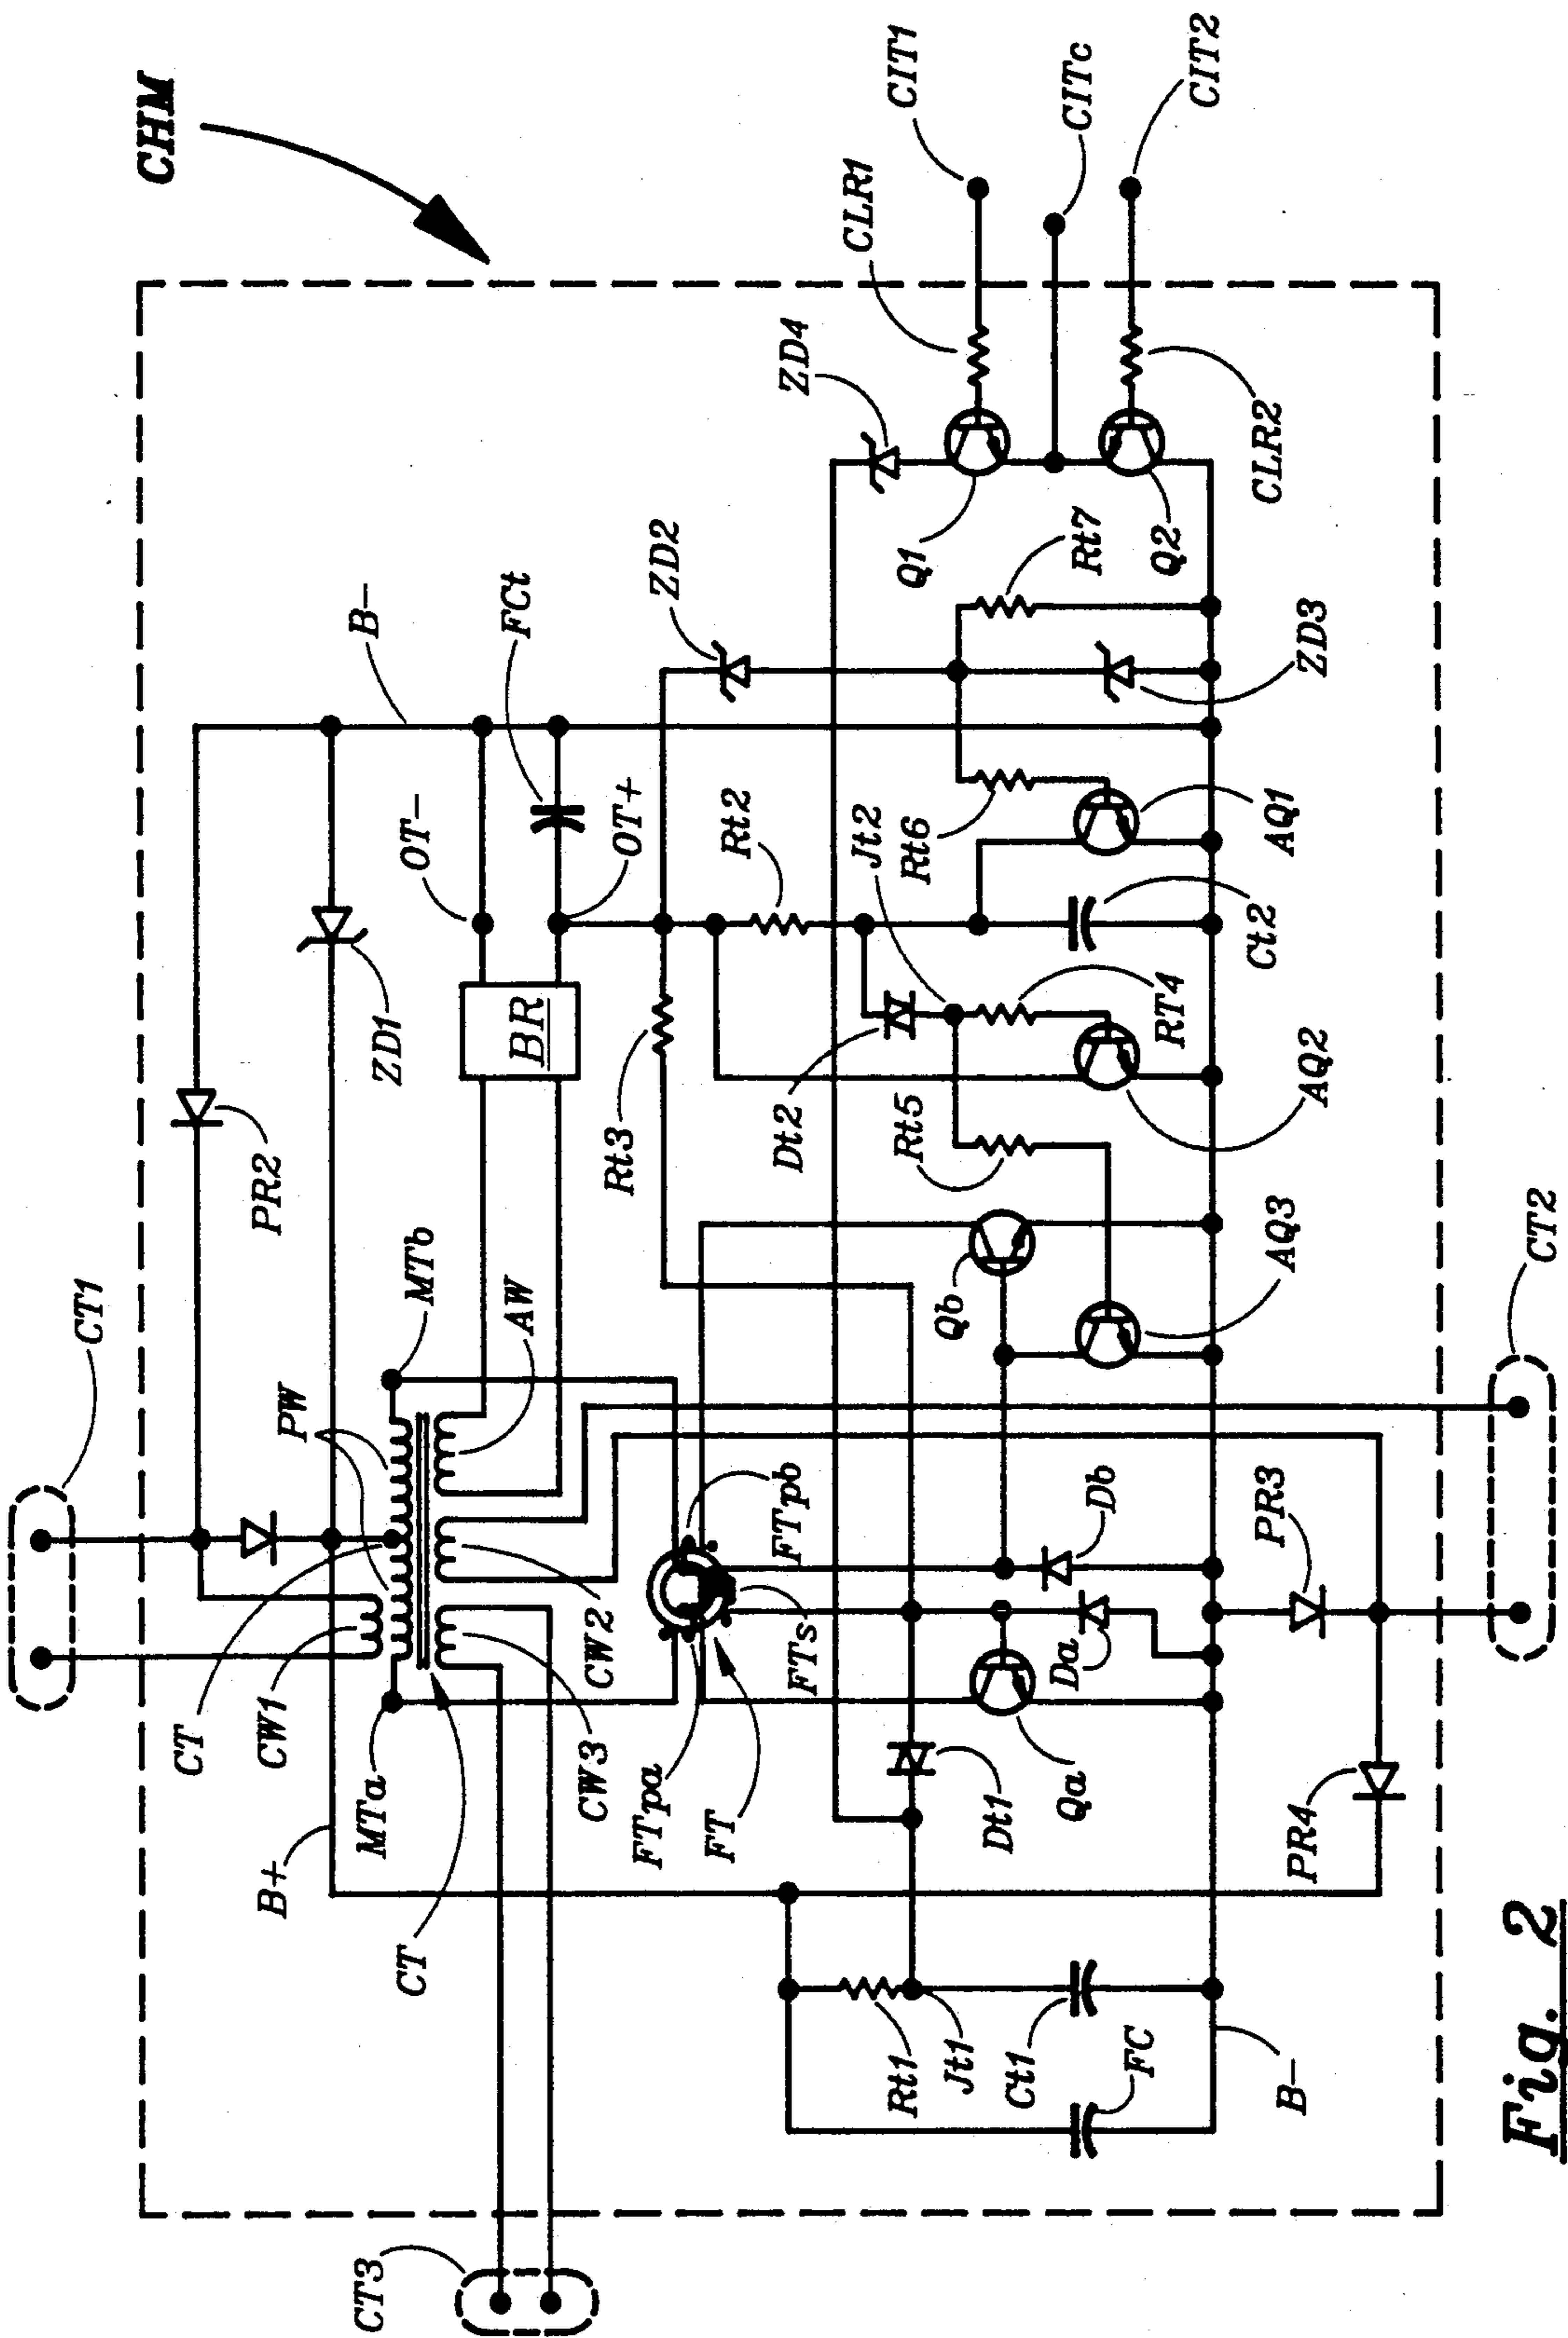 CHM
CT1
CIT1
CITc
CIT2
CLR1
ZD4
B-
ZD2
FCt
PR2
ZD1
OT-
OT+
Rt2
Jt2
Rt6
Q1
Rt7
Q2
CLR2
ZD3
AQ1
Ct2
BR
Rt3
Dt2
Rt5
RT4
AQ2
PW
MTb
AW
Qb
AQ3
CT2
CT
CW1
CW2
CW3
FTpb
FTs
Db
PR3
Da
MTa
B+
CT
FTpa
FT
Dt1
Qa
PR4
Rt1
Jt1
Ct1
FC
B-
CT3
Fig. 2